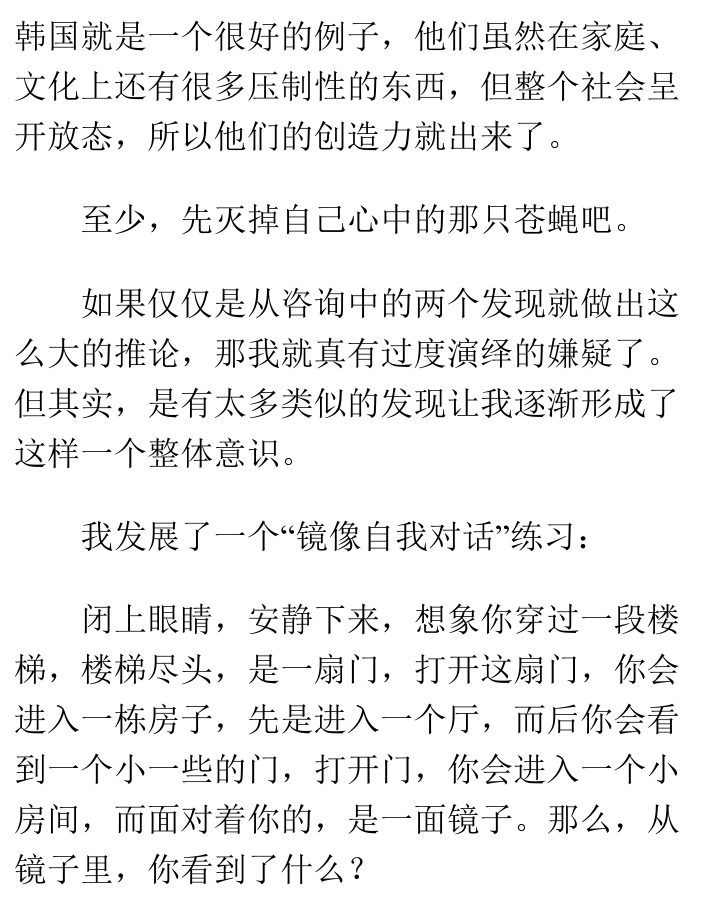 韩国就是一个很好的例子，他们虽然在家庭、
文化上还有很多压制性的东西，但整个社会呈
开放态，所以他们的创造力就出来了。
至少，先灭掉自己心中的那只苍蝇吧。
如果仅仅是从咨询中的两个发现就做出这
么大的推论，那我就真有过度演绎的嫌疑了。
但其实，是有太多类似的发现让我逐渐形成了
这样一个整体意识。
我发展了一个“镜像自我对话”练习：
闭上眼睛，安静下来，想象你穿过一段楼
梯，楼梯尽头，是一扇门，打开这扇门，你会
进入一栋房子，先是进入一个厅，而后你会看
到一个小一些的门，打开门，你会进入一个小
房间，而面对着你的，是一面镜子。那么，从
镜子里，你看到了什么？